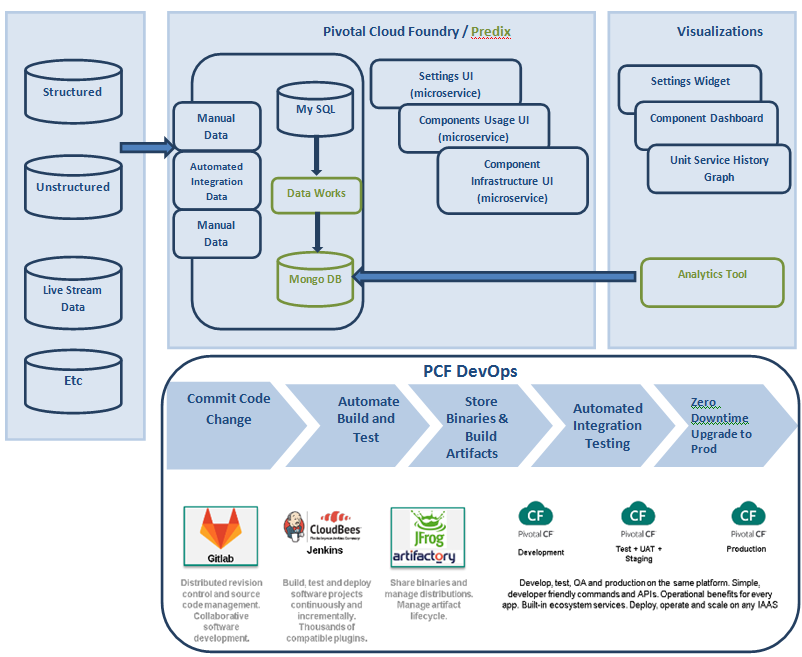 Structured
Unstructured
Live Stream
Data
Etc
Pivotal Cloud Foundry / Predix
Manual
Data
Automated
Integration
Data
Manual
Data
My SQL
Data Works
Mongo DB
Settings UI
(microservice)
Components Usage UI
(microservice)
Component
Infrastructure UI
(microservice)
Visualizations
Settings Widget
Component Dashboard
Unit Service History
Graph
Analytics Tool
PCF DevOps
Commit Code
Change
Automate
Build and
Test
Store
Binaries &
Build
Artifacts
Automated
Integration
Testing
Zero
Downtime
Upgrade to
Prod
Gitlab
Distributed revision
control and source
code management.
Collaborative
software
development.
CloudBees
Jenkins
Build, test and deploy
software projects
continuously and
incrementally.
Thousands of
compatible plugins.
JFrog
artifactory
Share binaries and
manage distributions.
Manage artifact
lifecycle.
CF
Pivotal CF
Development
CF
Pivotal CF
Test + UAT +
Staging
CF
Pivotal CF
Production
Develop, test, QA and production on the same platform. Simple,
developer friendly commands and APIs. Operational benefits for every
app. Built-in ecosystem services. Deploy, operate and scale on any IAAS